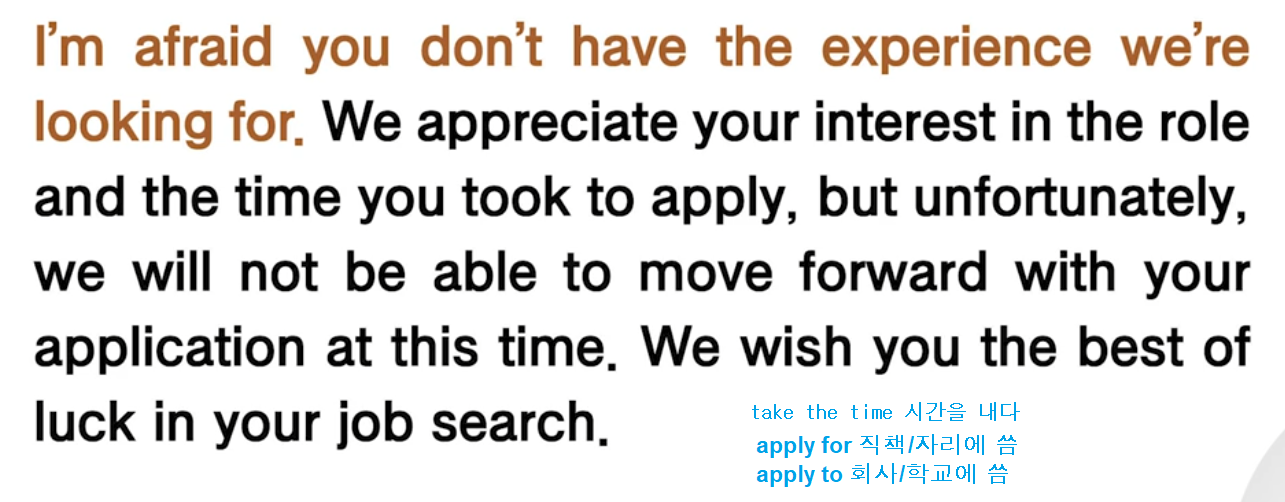 I'm afraid you don't have the experience we're
looking for. We appreciate your interest in the role
and the time you took to apply, but unfortunately,
we will not be able to move forward with your
application at this time. We wish you the best of
luck in your job search.
take the time 시간을 내다
apply for 직책/자리에 씀
apply to 회사/학교에 씀